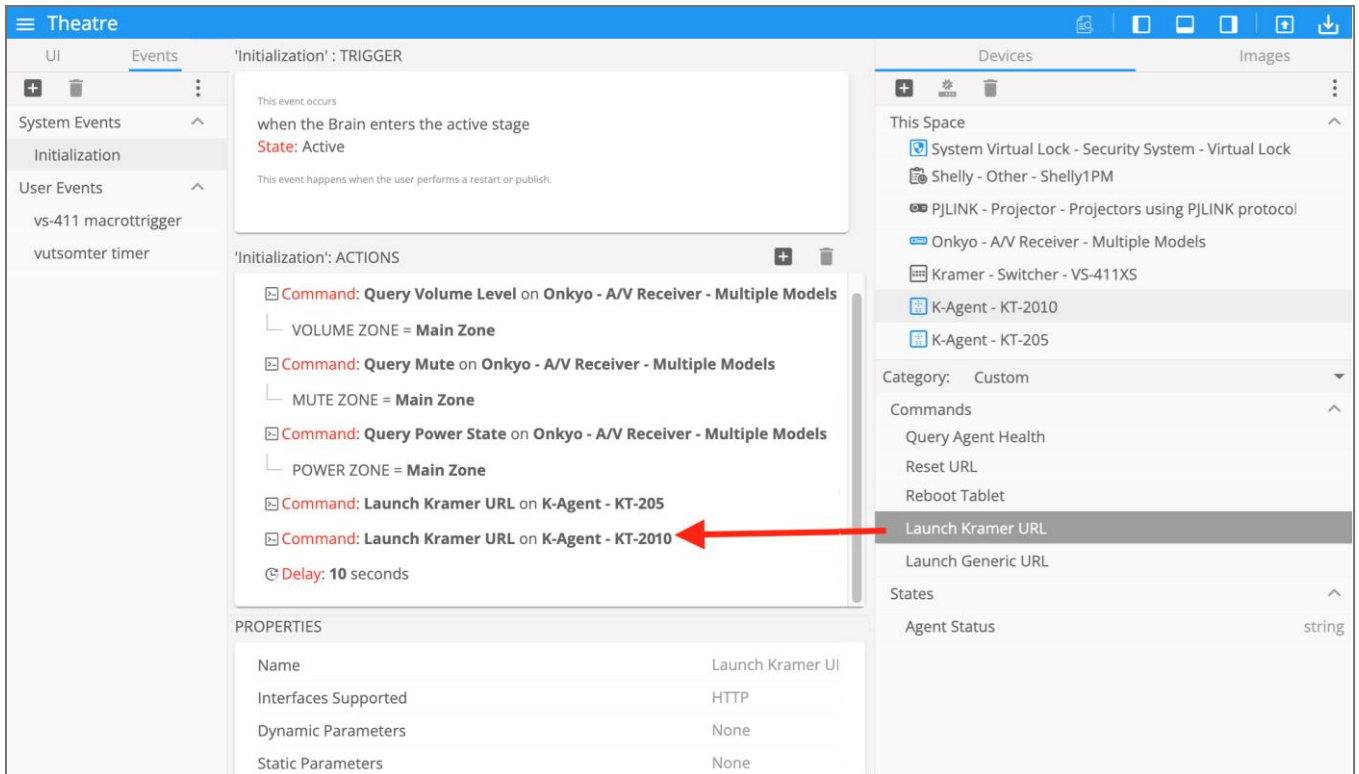 Theatre
UI Events
System Events
Initialization
User Events
vs-411 macrottrigger
vutsomter timer
'Initialization' : TRIGGER
This event occurs
when the Brain enters the active stage
State: Active
This event happens when the user performs a restart or publish.
'Initialization': ACTIONS
Command: Query Volume Level on Onkyo - A/V Receiver - Multiple Models
VOLUME ZONE = Main Zone
Command: Query Mute on Onkyo - A/V Receiver - Multiple Models
MUTE ZONE = Main Zone
Command: Query Power State on Onkyo - A/V Receiver - Multiple Models
POWER ZONE = Main Zone
Command: Launch Kramer URL on K-Agent - KT-205
Command: Launch Kramer URL on K-Agent - KT-2010
Delay: 10 seconds
PROPERTIES
Name Launch Kramer UI
Interfaces Supported HTTP
Dynamic Parameters None
Static Parameters None
Devices Images
This Space
System Virtual Lock - Security System - Virtual Lock
Shelly - Other - Shelly1PM
PJLINK - Projector - Projectors using PJLINK protocol
Onkyo - A/V Receiver - Multiple Models
Kramer - Switcher - VS-411XS
K-Agent - KT-2010
K-Agent - KT-205
Category: Custom
Commands
Query Agent Health
Reset URL
Reboot Tablet
Launch Kramer URL
Launch Generic URL
States
Agent Status string